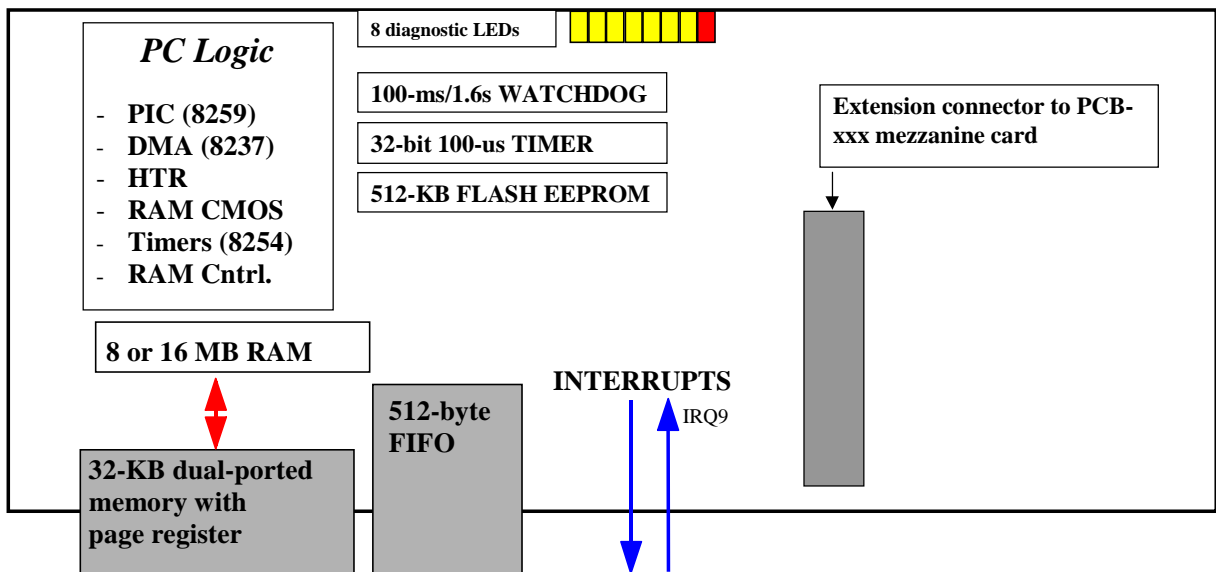 PC Logic
- PIC (8259)
- DMA (8237)
- HTR
- RAM CMOS
- Timers (8254)
- RAM Cntrl.
8 diagnostic LEDs
100-ms/1.6s WATCHDOG
32-bit 100-us TIMER
512-KB FLASH EEPROM
Extension connector to PCB-
xxx mezzanine card
8 or 16 MB RAM
32-KB dual-ported
memory with
page register
512-byte
FIFO
INTERRUPTS
IRQ9